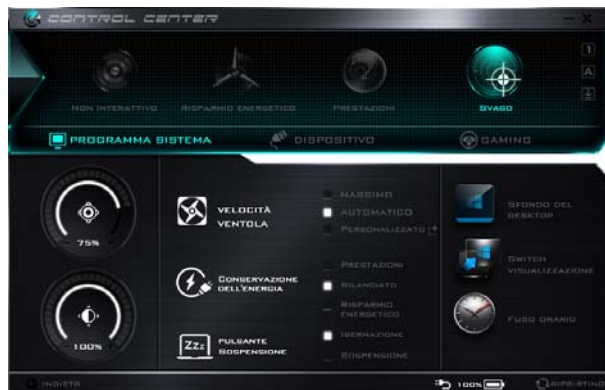 CONTROL CENTER
1
A
NON INTERATTIVO
RISPARMIO ENERGETICO
PRESTAZIONI
SVAGO
PROGRAMMA SISTEMA
DISPOSITIVO
GAMING
75%
100%
VELOCITÀ
VENTOLA
MASSIMO
AUTOMATICO
PERSONALIZZATO
CONSERVAZIONE
DELL'ENERGIA
PRESTAZIONI
BILANCIATO
RISPARMIO
ENERGETICO
ZZZ
PULSANTE
SOSPENSIONE
IBERNAZIONE
SOSPENSIONE
SFONDO DEL
DESKTOP
SWITCH
VISUALIZZAZIONE
FUSO ORARIO
INDIETRO
100%
RIPRISTINO